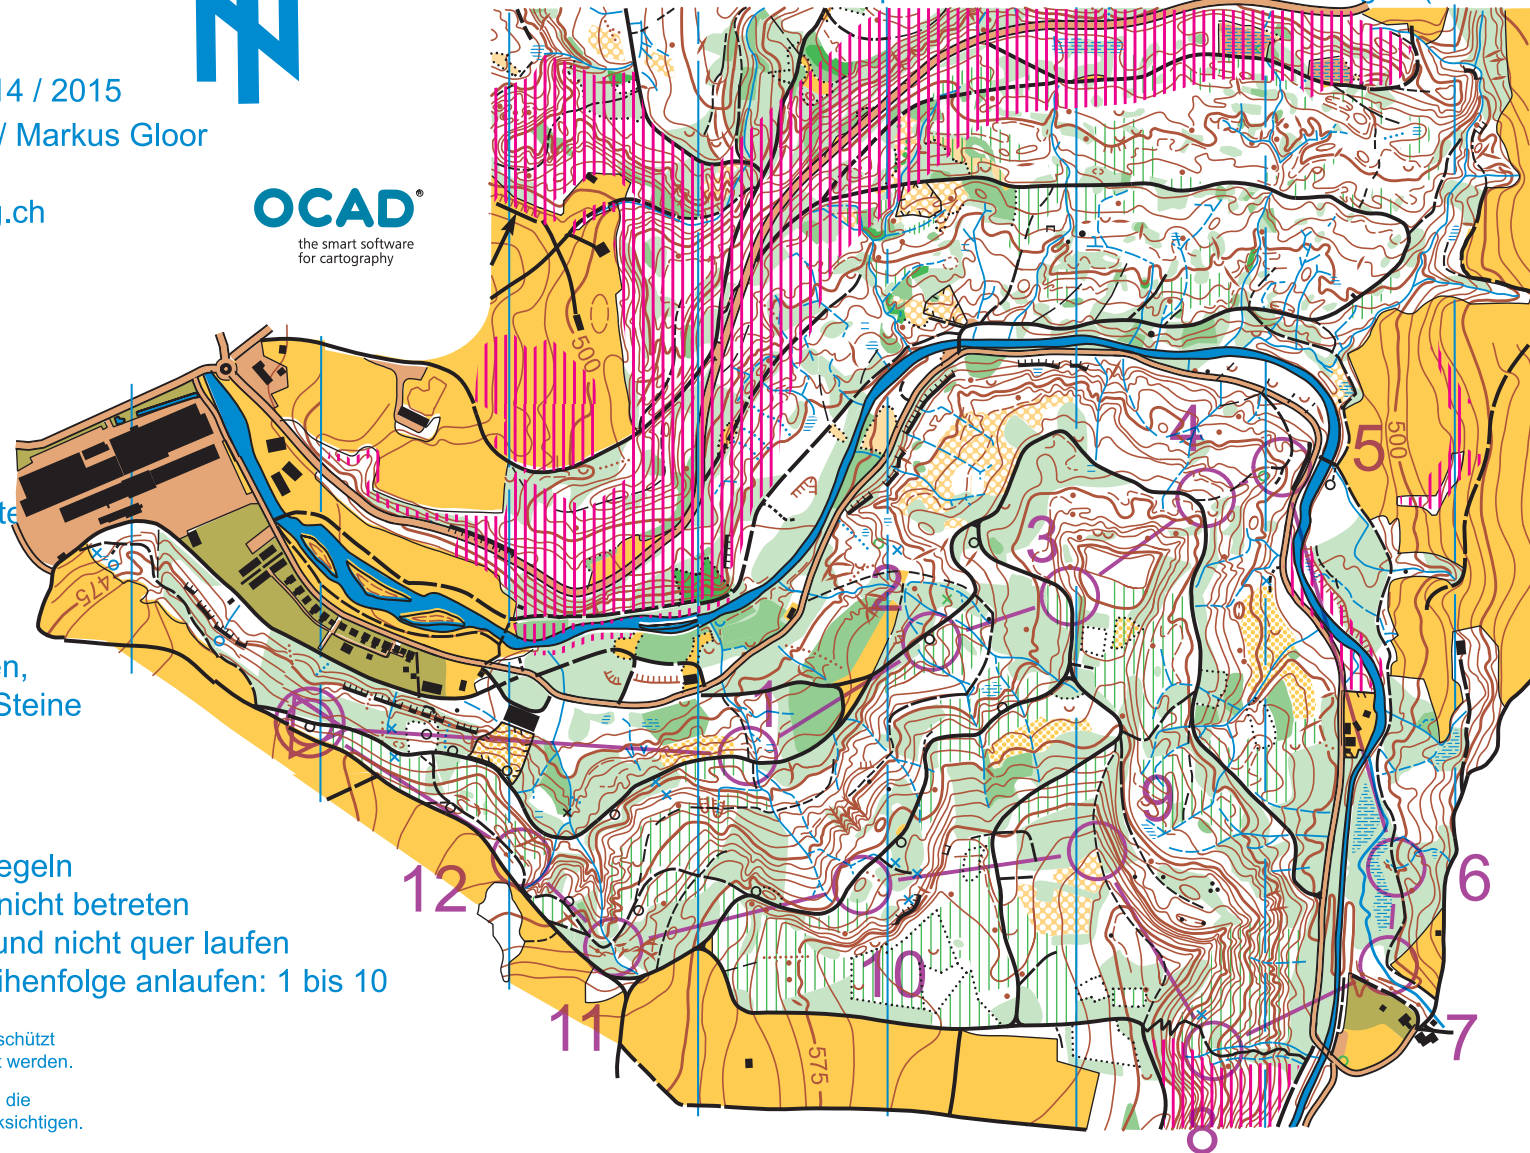 14 / 2015
/ Markus Gloor
g.ch
OCAD®
the smart software
for cartography
500
4
5
500
3
475
2
en,
Steine
1
9
egeln
nicht betreten
und nicht quer laufen
ihenfolge anlaufen: 1 bis 10
12
6
10
11
7
schützt
t werden.
575
die
ksichtigen.
8